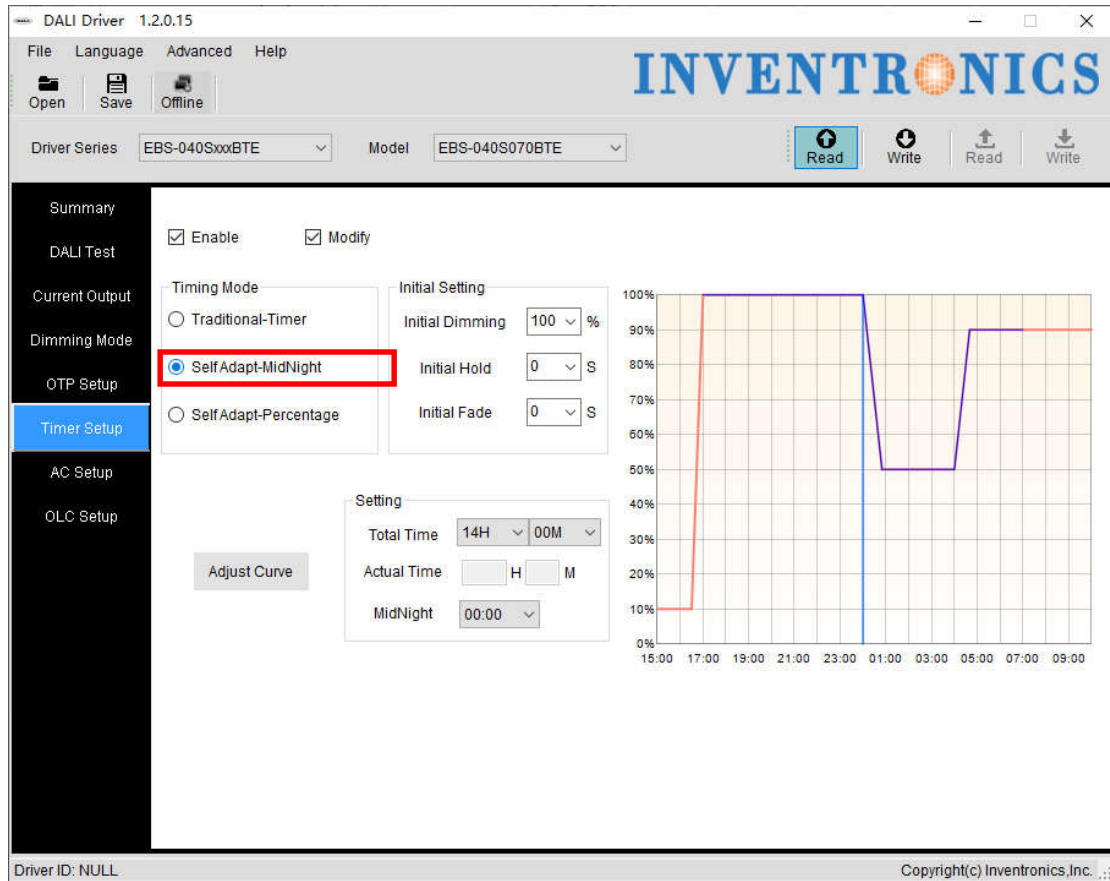 DALI Driver 1.2.0.15
File Language Advanced Help
INVENTRONICS
Open Save Offline
Driver Series EBS-040SxxxBTE Model EBS-040S070BTE Read Write Read Write
Summary
DALI Test
Current Output
Dimming Mode
OTP Setup
Timer Setup
AC Setup
OLC Setup
Enable Modify
Timing Mode
Traditional-Timer
SelfAdapt-MidNight
SelfAdapt-Percentage
Initial Setting
Initial Dimming 100 %
Initial Hold 0 S
Initial Fade 0 S
Adjust Curve
Setting
Total Time 14H 00M
Actual Time H M
MidNight 00:00
100%
90%
80%
70%
60%
50%
40%
30%
20%
10%
0%
15:00 17:00 19:00 21:00 23:00 01:00 03:00 05:00 07:00 09:00
Driver ID: NULL Copyright(c) Inventronics,Inc.